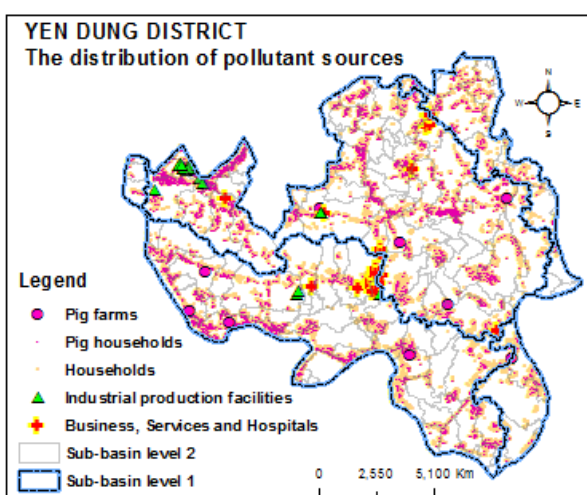 YEN DUNG DISTRICT
The distribution of pollutant sources
N
W
E
S
Legend
Pig farms
Pig households
Households
Industrial production facilities
Business, Services and Hospitals
Sub-basin level 2
Sub-basin level 1
0 2,550 5,100 Km